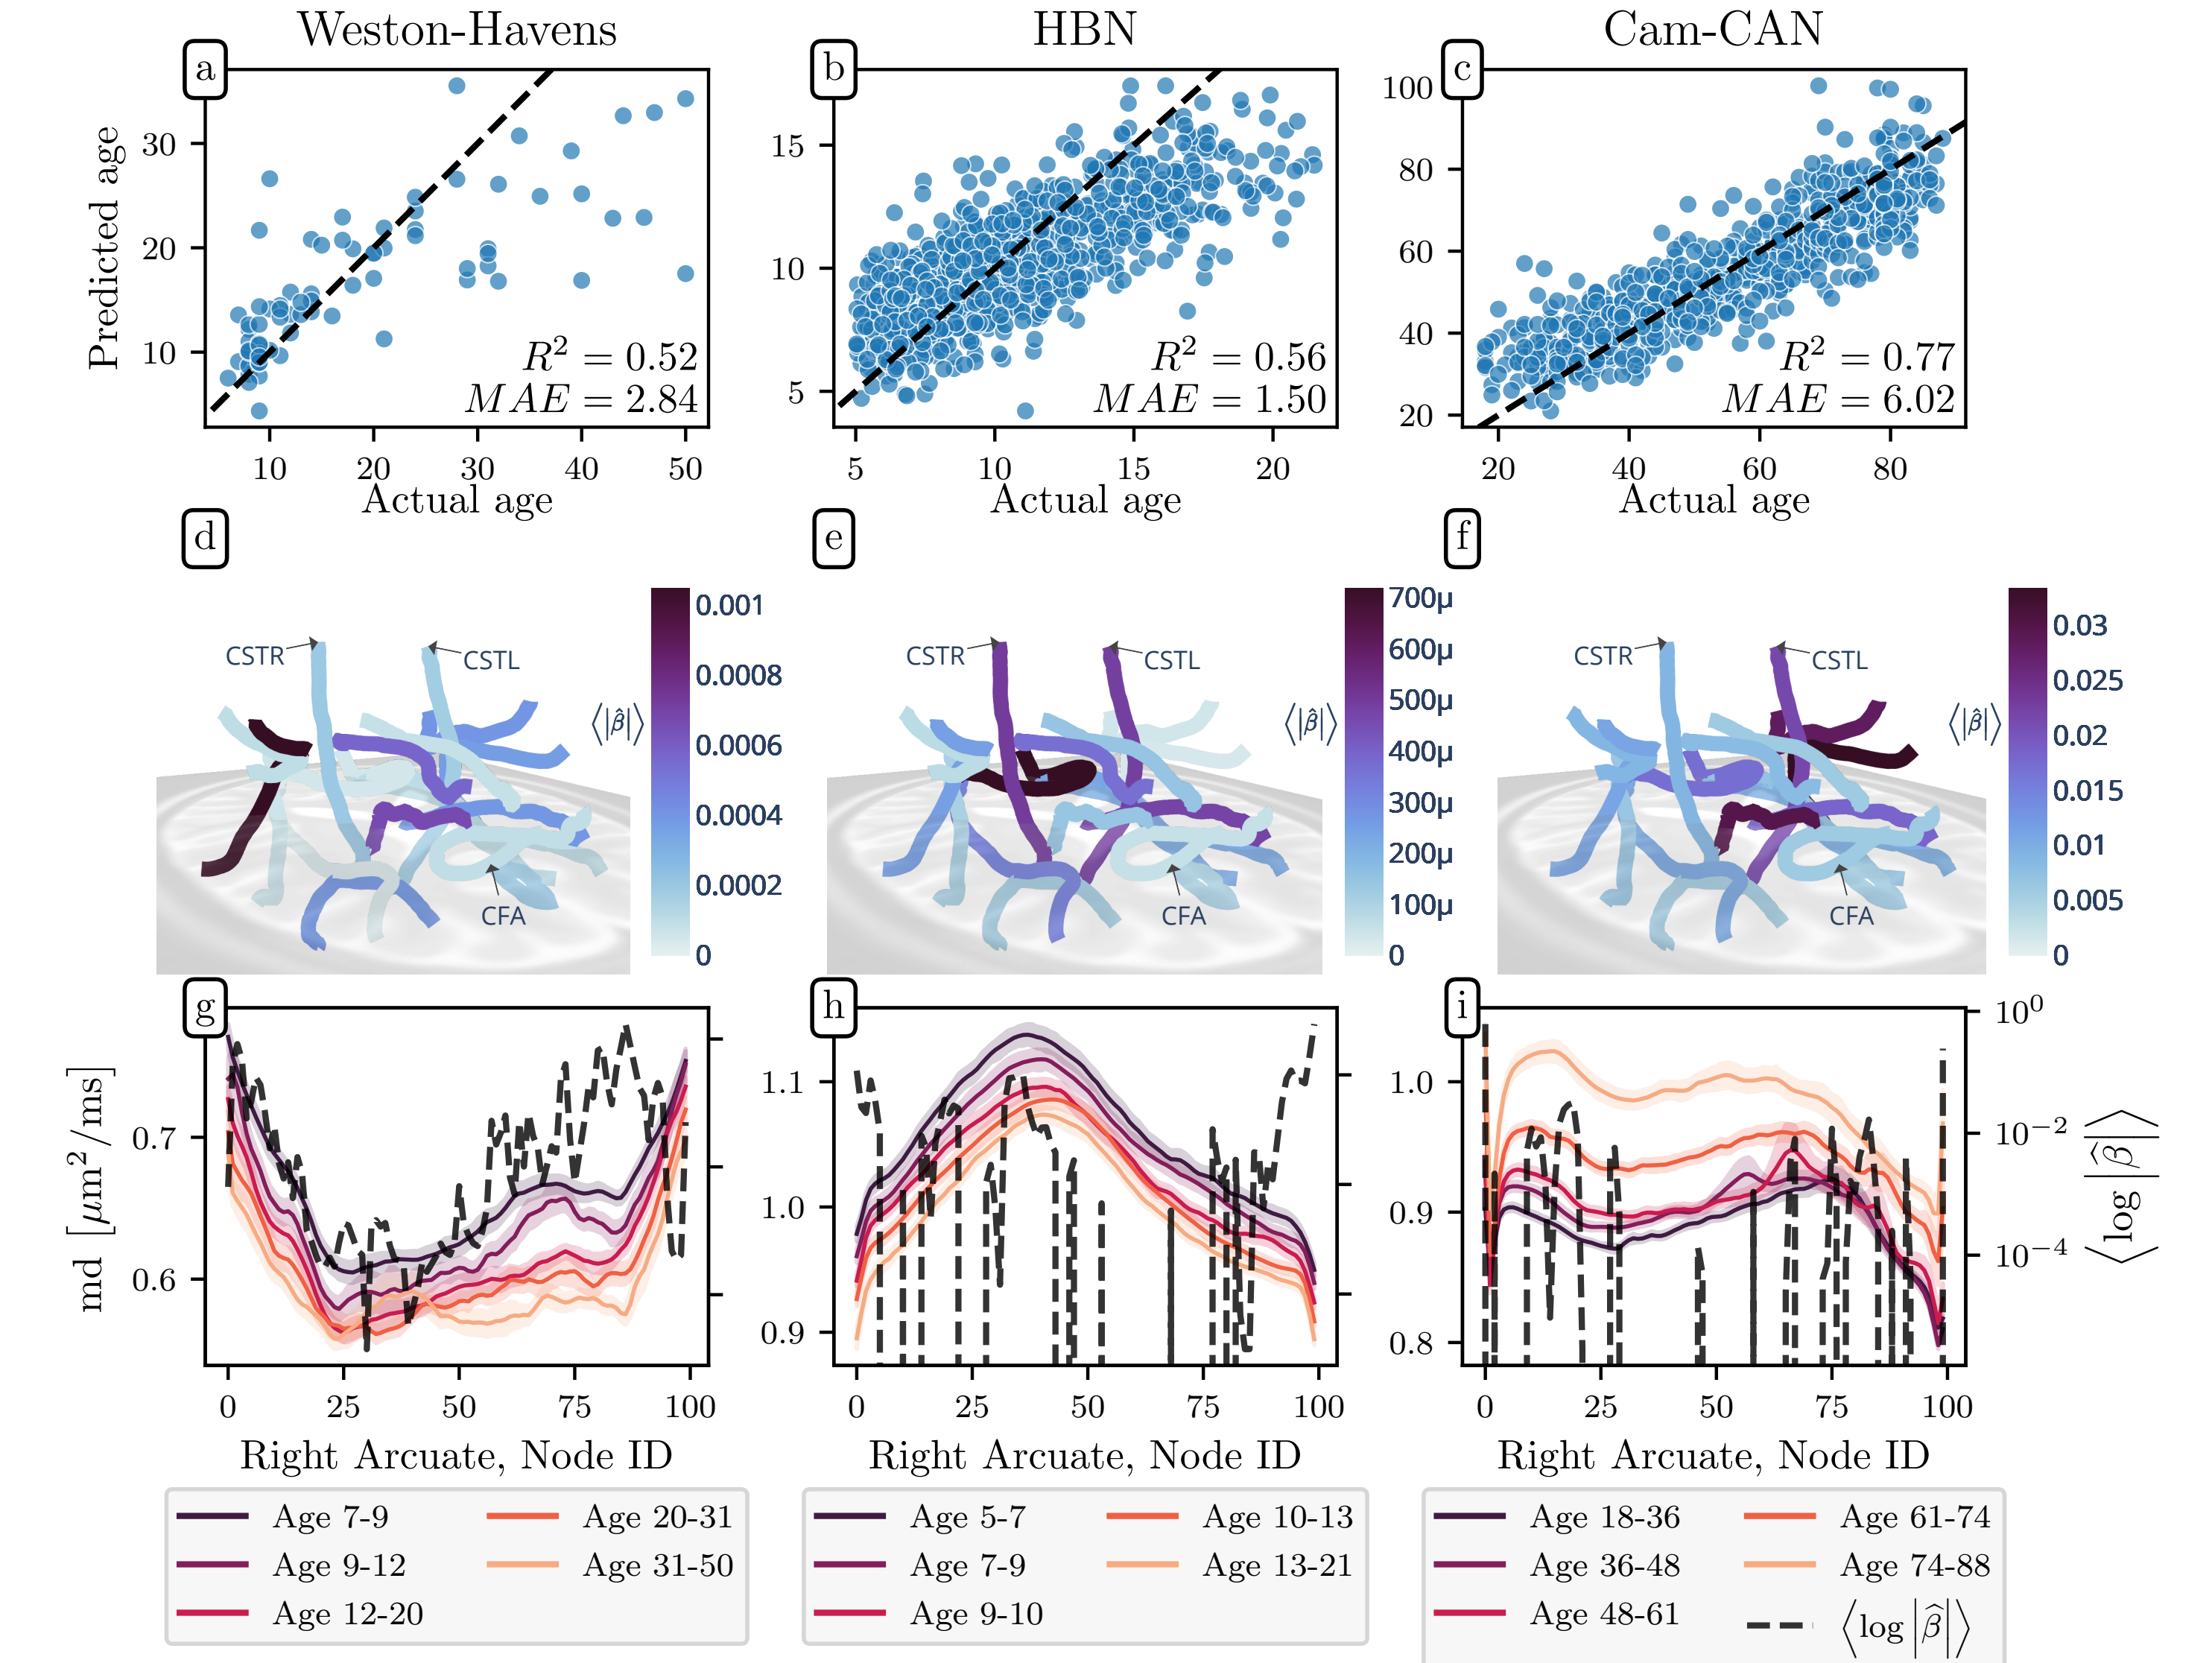 Weston-Havens
HBN
Cam-CAN
a
b
c
Predicted age
30
20
10
15
10
5
100
80
60
40
20
R² = 0.52
MAE = 2.84
R² = 0.56
MAE = 1.50
R² = 0.77
MAE = 6.02
10 20 30 40 50
5 10 15 20
20 40 60 80
Actual age
Actual age
Actual age
d
e
f
CSTR
CSTL
CFA
⟨|β̂|⟩
0.001
0.0008
0.0006
0.0004
0.0002
0
CSTR
CSTL
CFA
⟨|β̂|⟩
700μ
600μ
500μ
400μ
300μ
200μ
100μ
0
CSTR
CSTL
CFA
⟨|β̂|⟩
0.03
0.025
0.02
0.015
0.01
0.005
0
g
h
i
md [μm²/ms]
0.7
0.6
1.1
1.0
0.9
1.0
0.9
0.8
10⁰
10⁻²
10⁻⁴
⟨log |β̂|⟩
0 25 50 75 100
0 25 50 75 100
0 25 50 75 100
Right Arcuate, Node ID
Right Arcuate, Node ID
Right Arcuate, Node ID
Age 7-9
Age 9-12
Age 12-20
Age 20-31
Age 31-50
Age 5-7
Age 7-9
Age 9-10
Age 10-13
Age 13-21
Age 18-36
Age 36-48
Age 48-61
Age 61-74
Age 74-88
⟨log |β̂|⟩